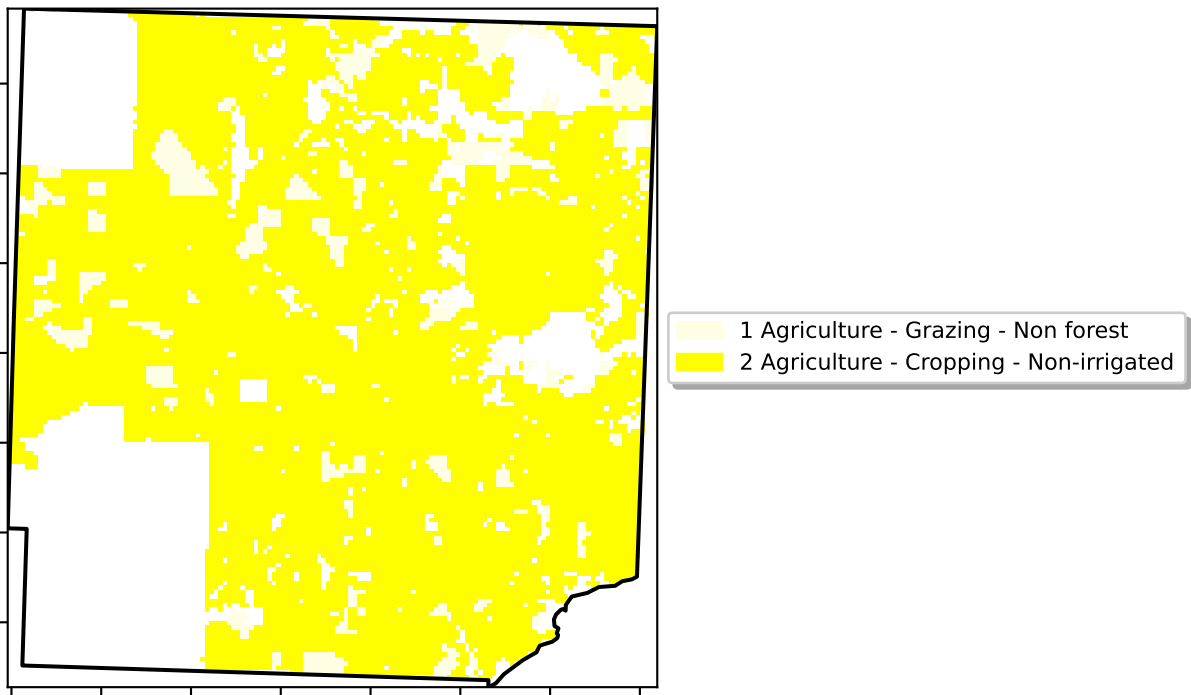 1 Agriculture - Grazing - Non forest
2 Agriculture - Cropping - Non-irrigated